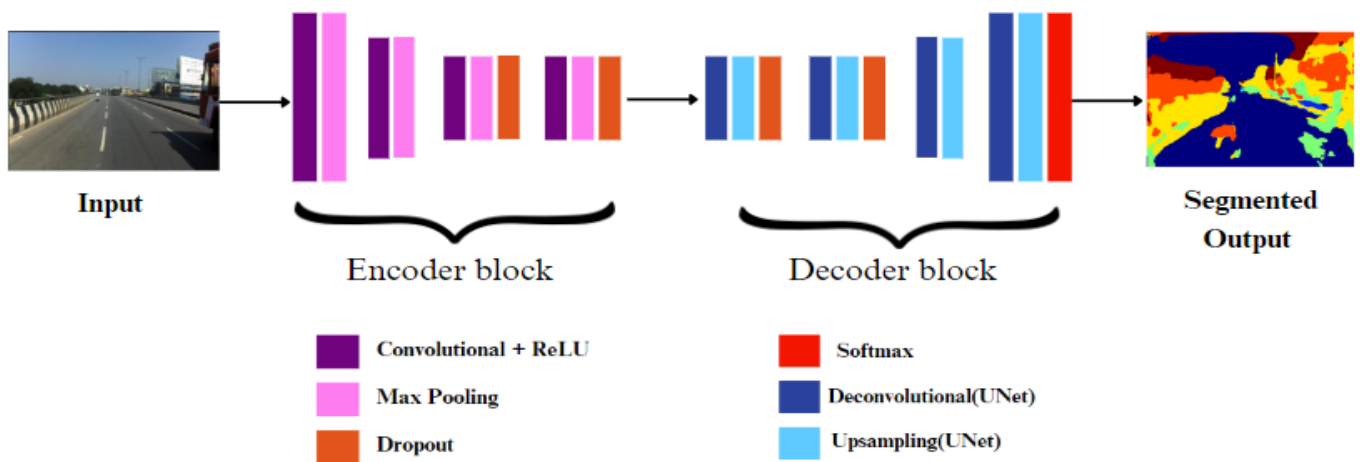 Input
Segmented
Output
Encoder block
Decoder block
Convolutional + ReLU
Max Pooling
Dropout
Softmax
Deconvolutional(UNet)
Upsampling(UNet)